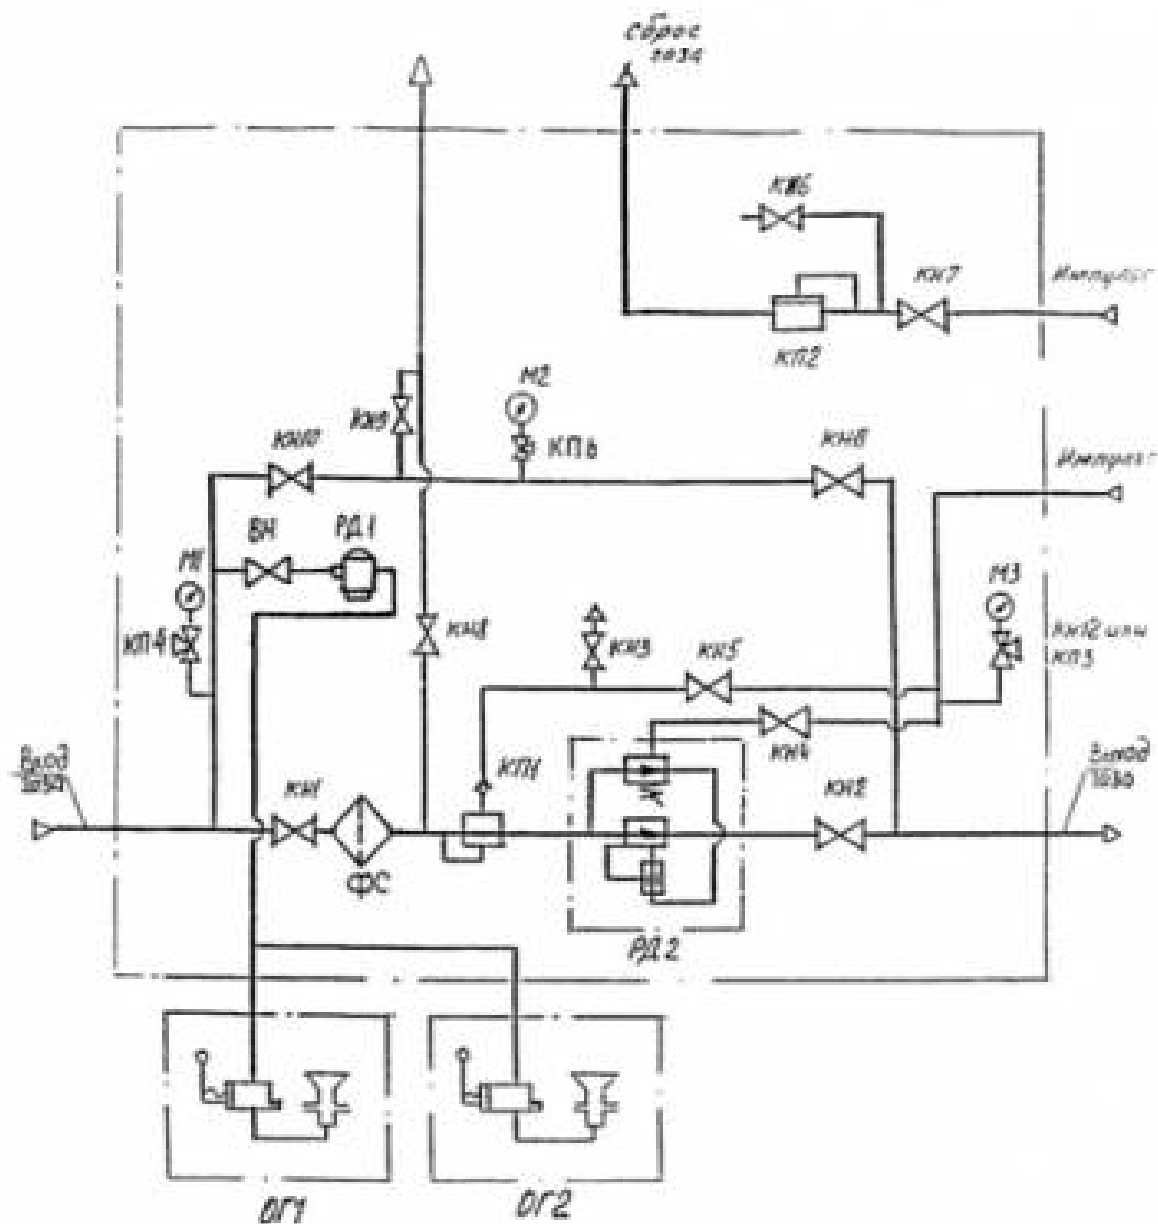 Сброс
газа
КН6
КН7
Импульс
КП2
М2
КН9
КН10
КП6
КН8
Импульс
ВН
РД1
М1
М3
КП4
КН8
КН3
КН5
КН12 или
КП3
КН4
Вход
газа
КН1
КП1
КН2
Выход
газа
ФС
РД2
ОГ1
ОГ2